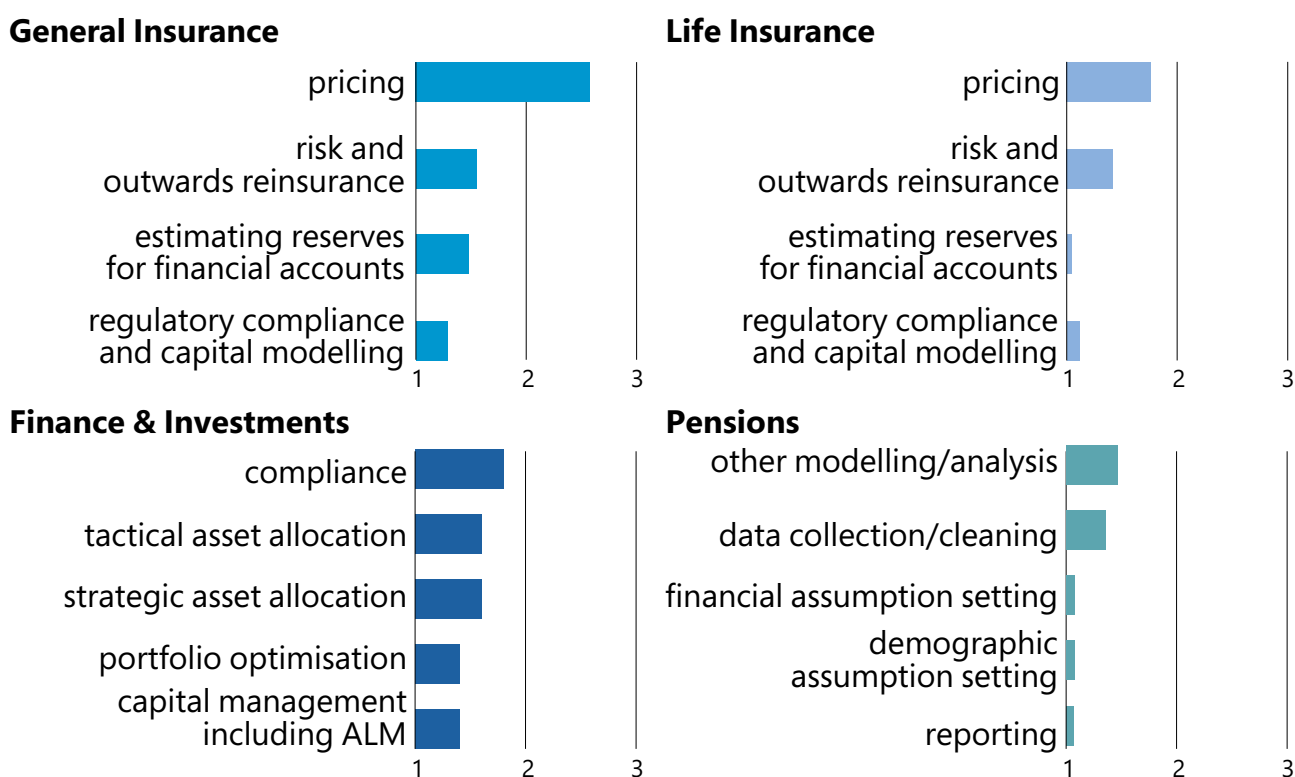 General Insurance
pricing
risk and
outwards reinsurance
estimating reserves
for financial accounts
regulatory compliance
and capital modelling
1 2 3
Life Insurance
pricing
risk and
outwards reinsurance
estimating reserves
for financial accounts
regulatory compliance
and capital modelling
1 2 3
Finance & Investments
compliance
tactical asset allocation
strategic asset allocation
portfolio optimisation
capital management
including ALM
1 2 3
Pensions
other modelling/analysis
data collection/cleaning
financial assumption setting
demographic
assumption setting
reporting
1 2 3